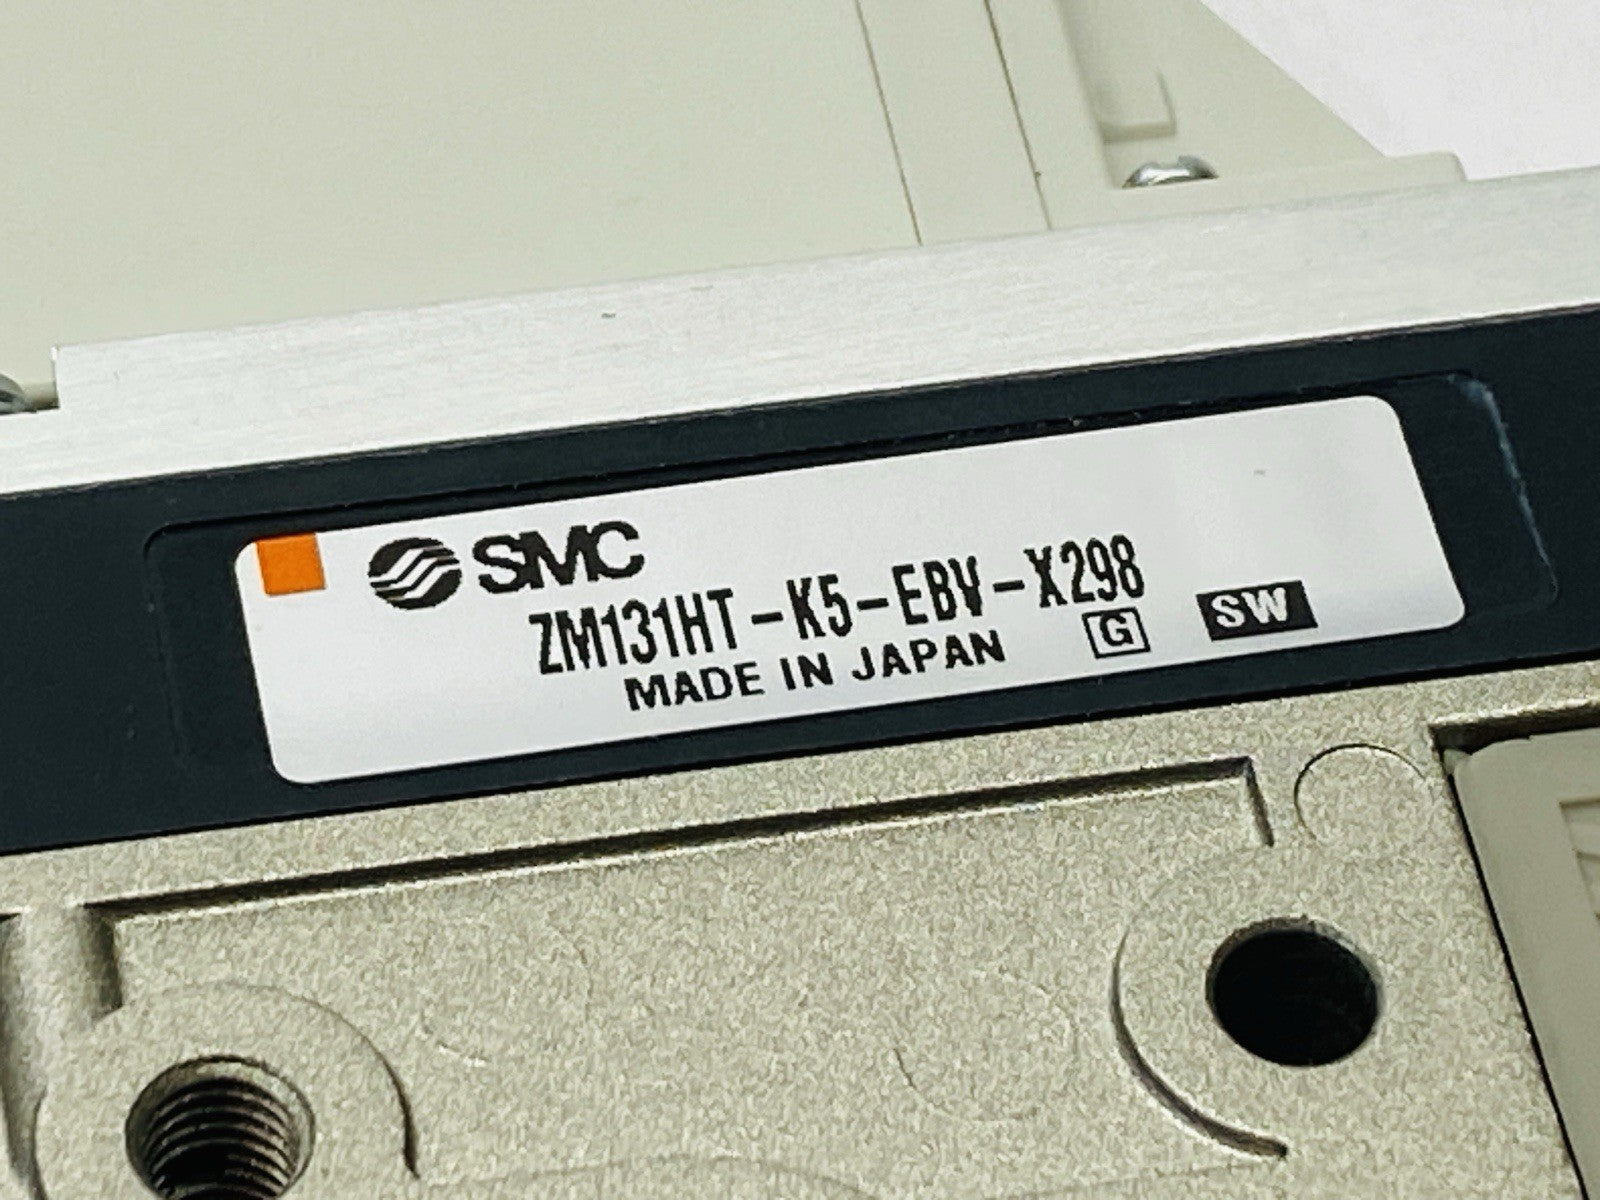 SMC
ZM131HT-K5-EBV-X298
MADE IN JAPAN G SW